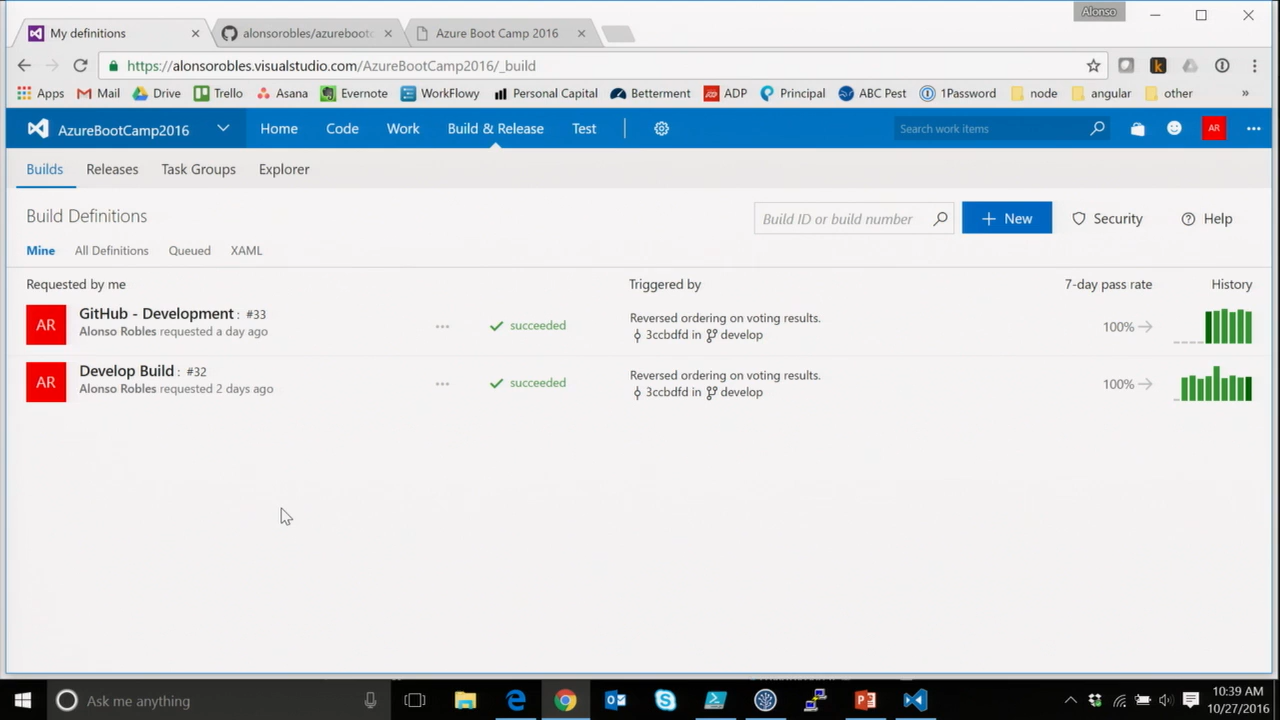 Alonso
My definitions
alonsorobles/azurebootc
Azure Boot Camp 2016
https://alonsorobles.visualstudio.com/AzureBootCamp2016/_build
Apps Mail Drive Trello Asana Evernote WorkFlowy Personal Capital Betterment ADP Principal ABC Pest 1Password node angular other »
AzureBootCamp2016 Home Code Work Build & Release Test Search work items AR
Builds Releases Task Groups Explorer
Build Definitions
Build ID or build number New Security Help
Mine All Definitions Queued XAML
Requested by me Triggered by 7-day pass rate History
AR
GitHub - Development : #33
Alonso Robles requested a day ago
succeeded
Reversed ordering on voting results.
3ccbdfd in develop
100%
AR
Develop Build : #32
Alonso Robles requested 2 days ago
succeeded
Reversed ordering on voting results.
3ccbdfd in develop
100%
Ask me anything
10:39 AM
10/27/2016